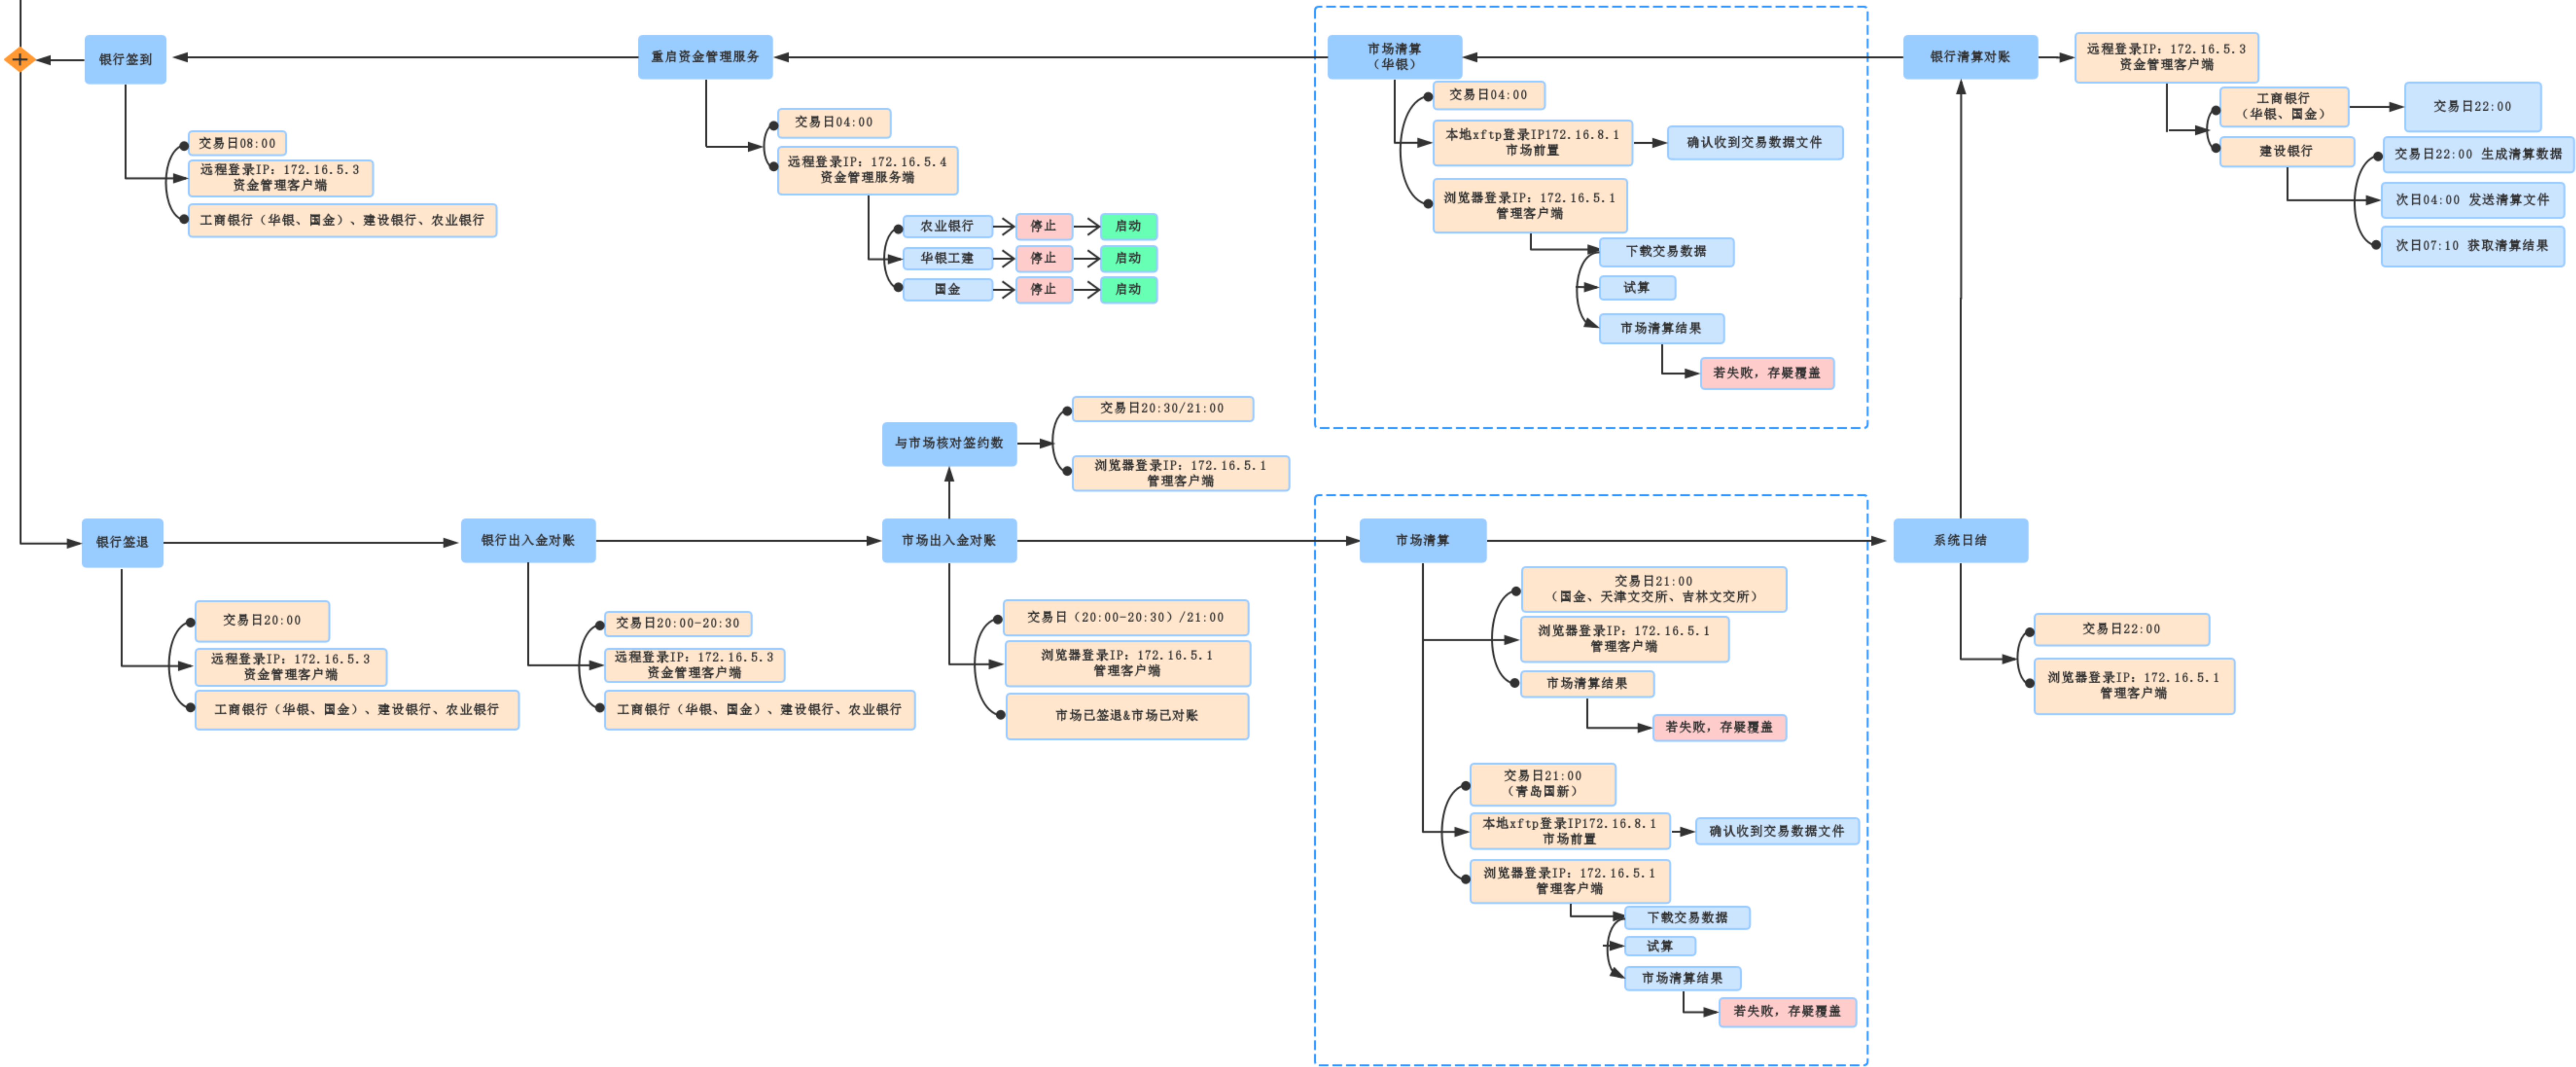 银行签到
交易日08:00
远程登录IP: 172.16.5.3
资金管理客户端
工商银行（华银、国金）、建设银行、农业银行
重启资金管理服务
交易日04:00
远程登录IP: 172.16.5.4
资金管理服务端
农业银行
停止
启动
华银工建
停止
启动
国金
停止
启动
市场清算
（华银）
交易日04:00
本地xftp登录IP172.16.8.1
市场前置
确认收到交易数据文件
浏览器登录IP: 172.16.5.1
管理客户端
下载交易数据
试算
市场清算结果
若失败, 存疑覆盖
银行清算对账
远程登录IP: 172.16.5.3
资金管理客户端
工商银行
（华银、国金）
交易日22:00
建设银行
交易日22:00 生成清算数据
次日04:00 发送清算文件
次日07:10 获取清算结果
与市场核对签约数
交易日20:30/21:00
浏览器登录IP: 172.16.5.1
管理客户端
银行签退
交易日20:00
远程登录IP: 172.16.5.3
资金管理客户端
工商银行（华银、国金）、建设银行、农业银行
银行出入金对账
交易日20:00-20:30
远程登录IP: 172.16.5.3
资金管理客户端
工商银行（华银、国金）、建设银行、农业银行
市场出入金对账
交易日（20:00-20:30）/21:00
浏览器登录IP: 172.16.5.1
管理客户端
市场已签退&市场已对账
市场清算
交易日21:00
（国金、天津文交所、吉林文交所）
浏览器登录IP: 172.16.5.1
管理客户端
市场清算结果
若失败, 存疑覆盖
交易日21:00
（青岛国新）
本地xftp登录IP172.16.8.1
市场前置
确认收到交易数据文件
浏览器登录IP: 172.16.5.1
管理客户端
下载交易数据
试算
市场清算结果
若失败, 存疑覆盖
系统日结
交易日22:00
浏览器登录IP: 172.16.5.1
管理客户端